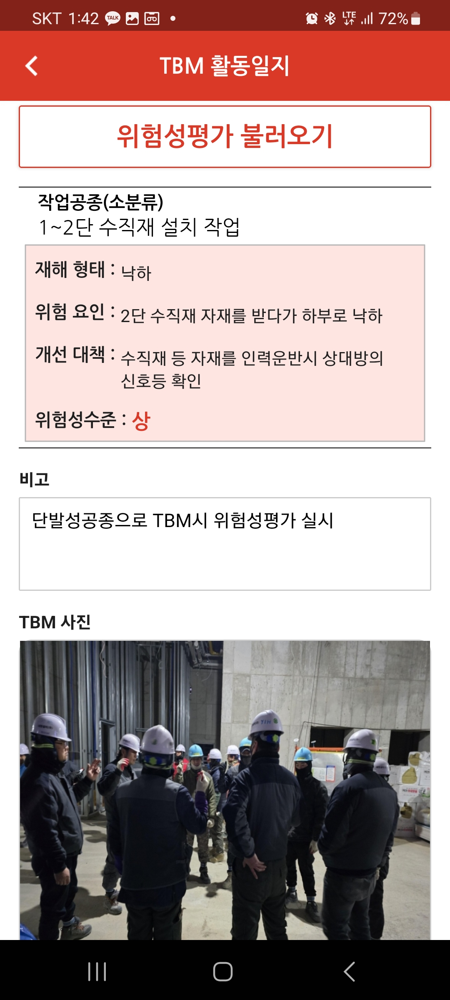 SKT 1:42 TALK LTE 72%
TBM 활동일지
위험성평가 불러오기
작업공종(소분류)
1~2단 수직재 설치 작업
재해 형태 : 낙하
위험 요인 : 2단 수직재 자재를 받다가 하부로 낙하
개선 대책 : 수직재 등 자재를 인력운반시 상대방의
신호등 확인
위험성수준 : 상
비고
단발성공종으로 TBM시 위험성평가 실시
TBM 사진
YIH